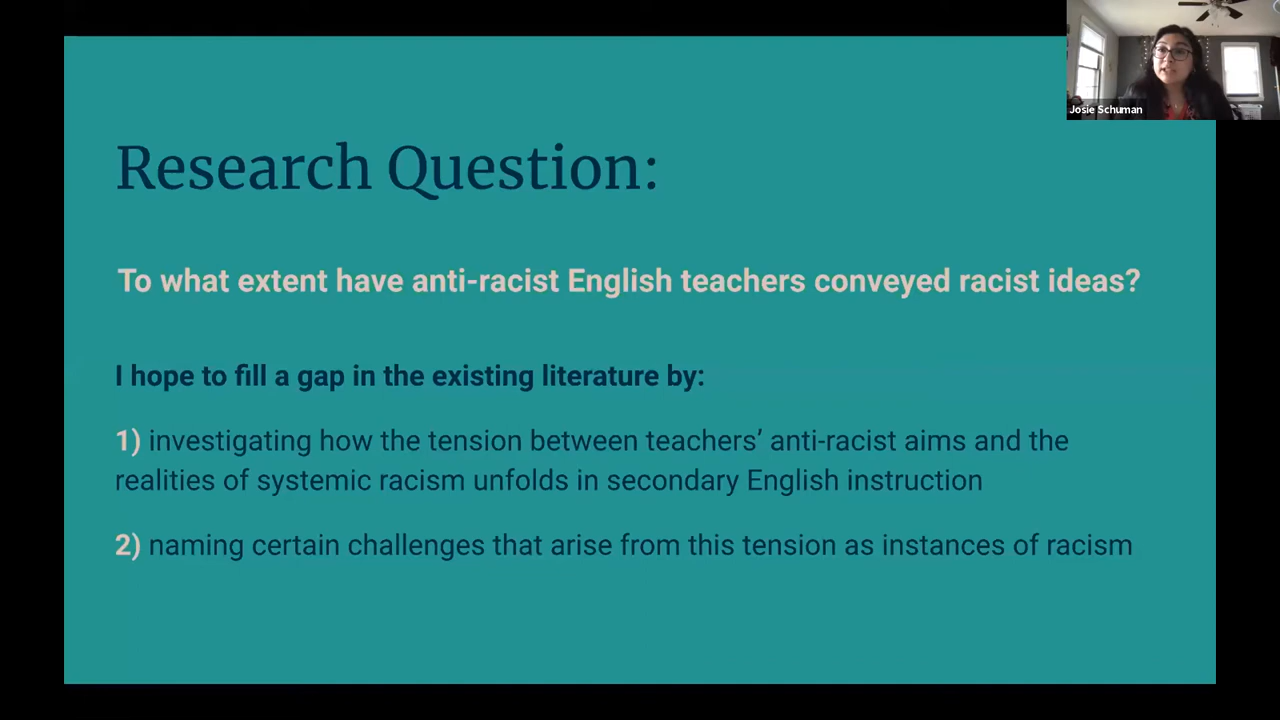 Josie Schuman
Research Question:
To what extent have anti-racist English teachers conveyed racist ideas?
I hope to fill a gap in the existing literature by:
1) investigating how the tension between teachers’ anti-racist aims and the
realities of systemic racism unfolds in secondary English instruction
2) naming certain challenges that arise from this tension as instances of racism